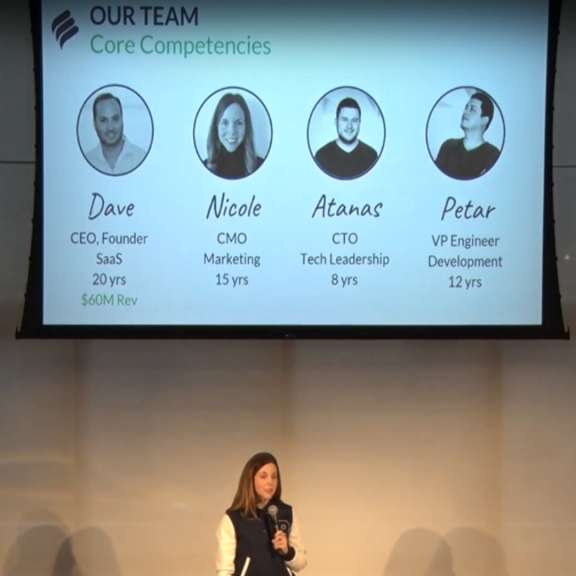 OUR TEAM
Core Competencies
Dave
CEO, Founder
SaaS
20 yrs
$60M Rev
Nicole
CMO
Marketing
15 yrs
Atanas
CTO
Tech Leadership
8 yrs
Petar
VP Engineer
Development
12 yrs